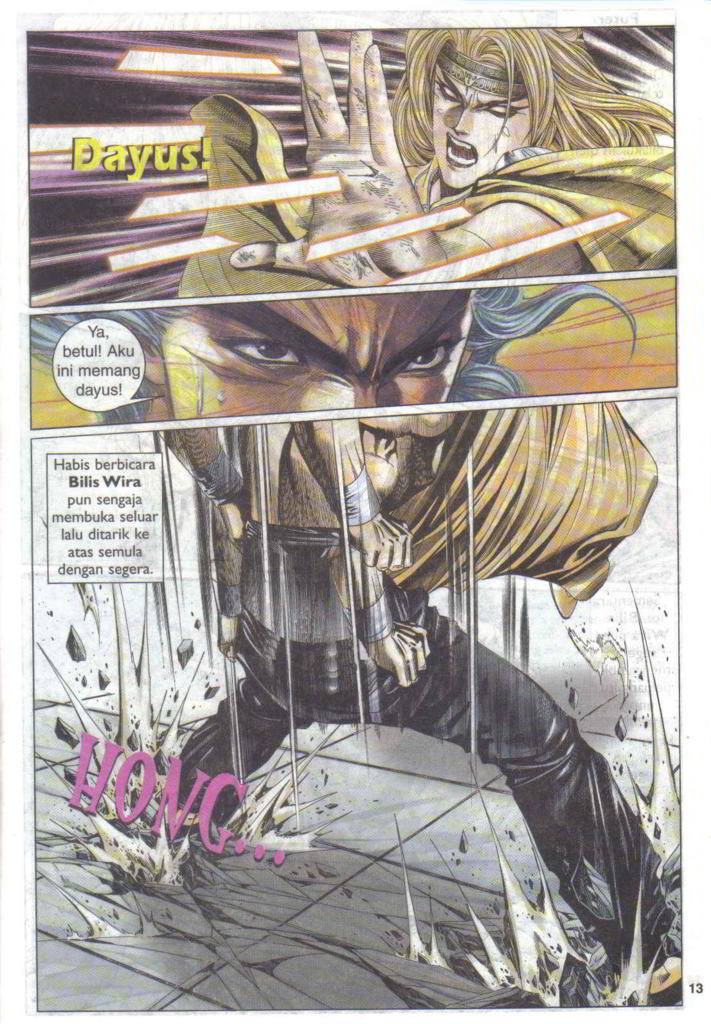 Dayus!
Ya,
betul! Aku
ini memang
dayus!
Habis berbicara
Bilis Wira
pun sengaja
membuka seluar
lalu ditarik ke
atas semula
dengan segera.
HONG...
13